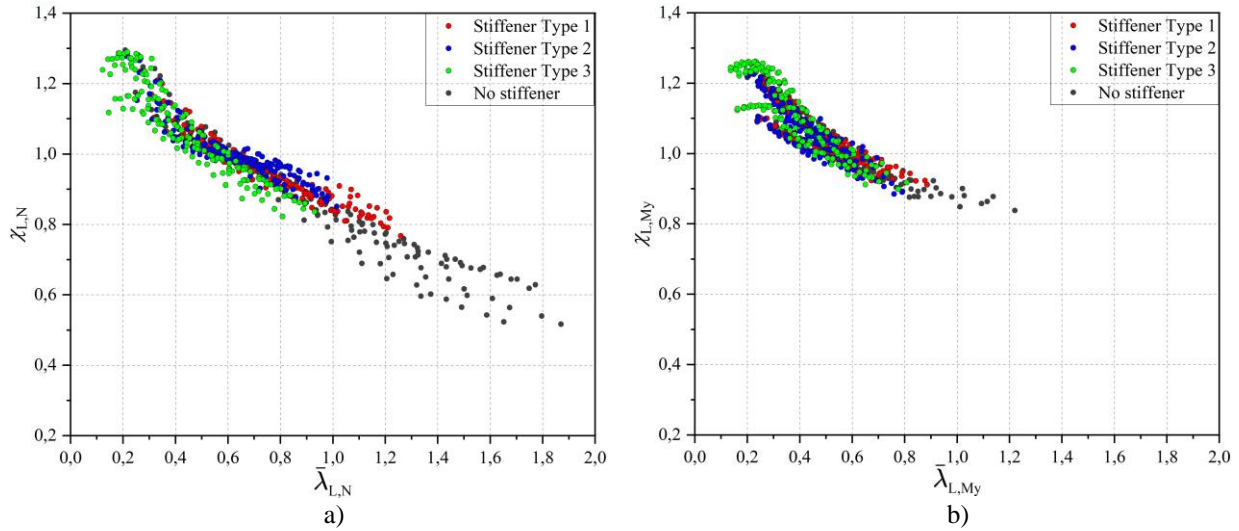 1,4
1,2
1,0
0,8
0,6
0,4
0,2
χL,N
0,0 0,2 0,4 0,6 0,8 1,0 1,2 1,4 1,6 1,8 2,0
λ̄L,N
Stiffener Type 1
Stiffener Type 2
Stiffener Type 3
No stiffener
a)
1,4
1,2
1,0
0,8
0,6
0,4
0,2
χL,My
0,0 0,2 0,4 0,6 0,8 1,0 1,2 1,4 1,6 1,8 2,0
λ̄L,My
Stiffener Type 1
Stiffener Type 2
Stiffener Type 3
No stiffener
b)